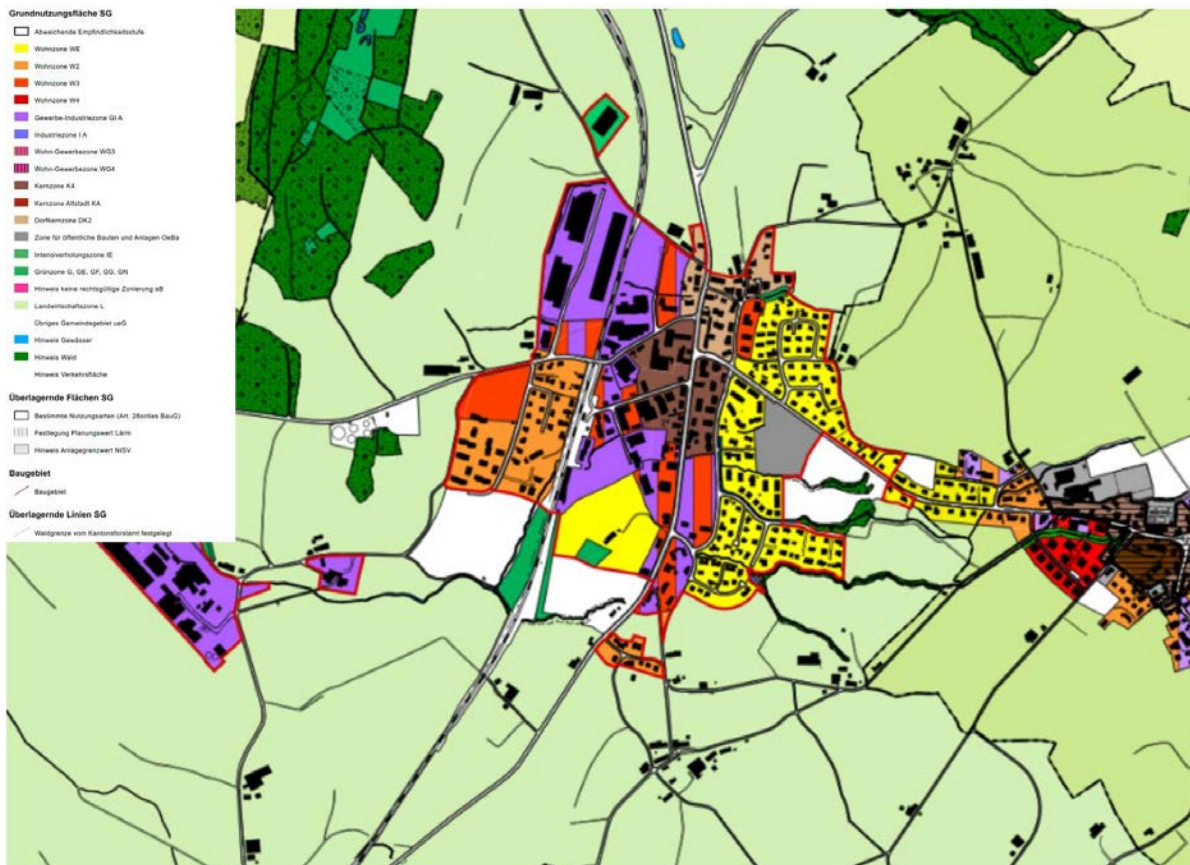 Grundnutzungsfläche SG
Abweichende Empfindlichkeitsstufe
Wohnzone WE
Wohnzone W2
Wohnzone W3
Wohnzone W4
Gewerbe-Industriezone GI A
Industriezone I A
Wohn-Gewerbezone WG3
Wohn-Gewerbezone WG4
Kernzone K4
Kernzone Altstadt KA
Dorfkernzone DK2
Zone für öffentliche Bauten und Anlagen OeBa
Intensiverholungszone IE
Grünzone G, GE, GF, GG, GN
Hinweis keine rechtsgültige Zonierung aB
Landwirtschaftszone L
Übriges Gemeindegebiet ueG
Hinweis Gewässer
Hinweis Wald
Hinweis Verkehrsfläche
Überlagernde Flächen SG
Bestimmte Nutzungsarten (Art. 28octies BauG)
Festlegung Planungswert Lärm
Hinweis Anlagegrenzwert NISV
Baugebiet
Baugebiet
Überlagernde Linien SG
Waldgrenze vom Kantonsforstamt festgelegt